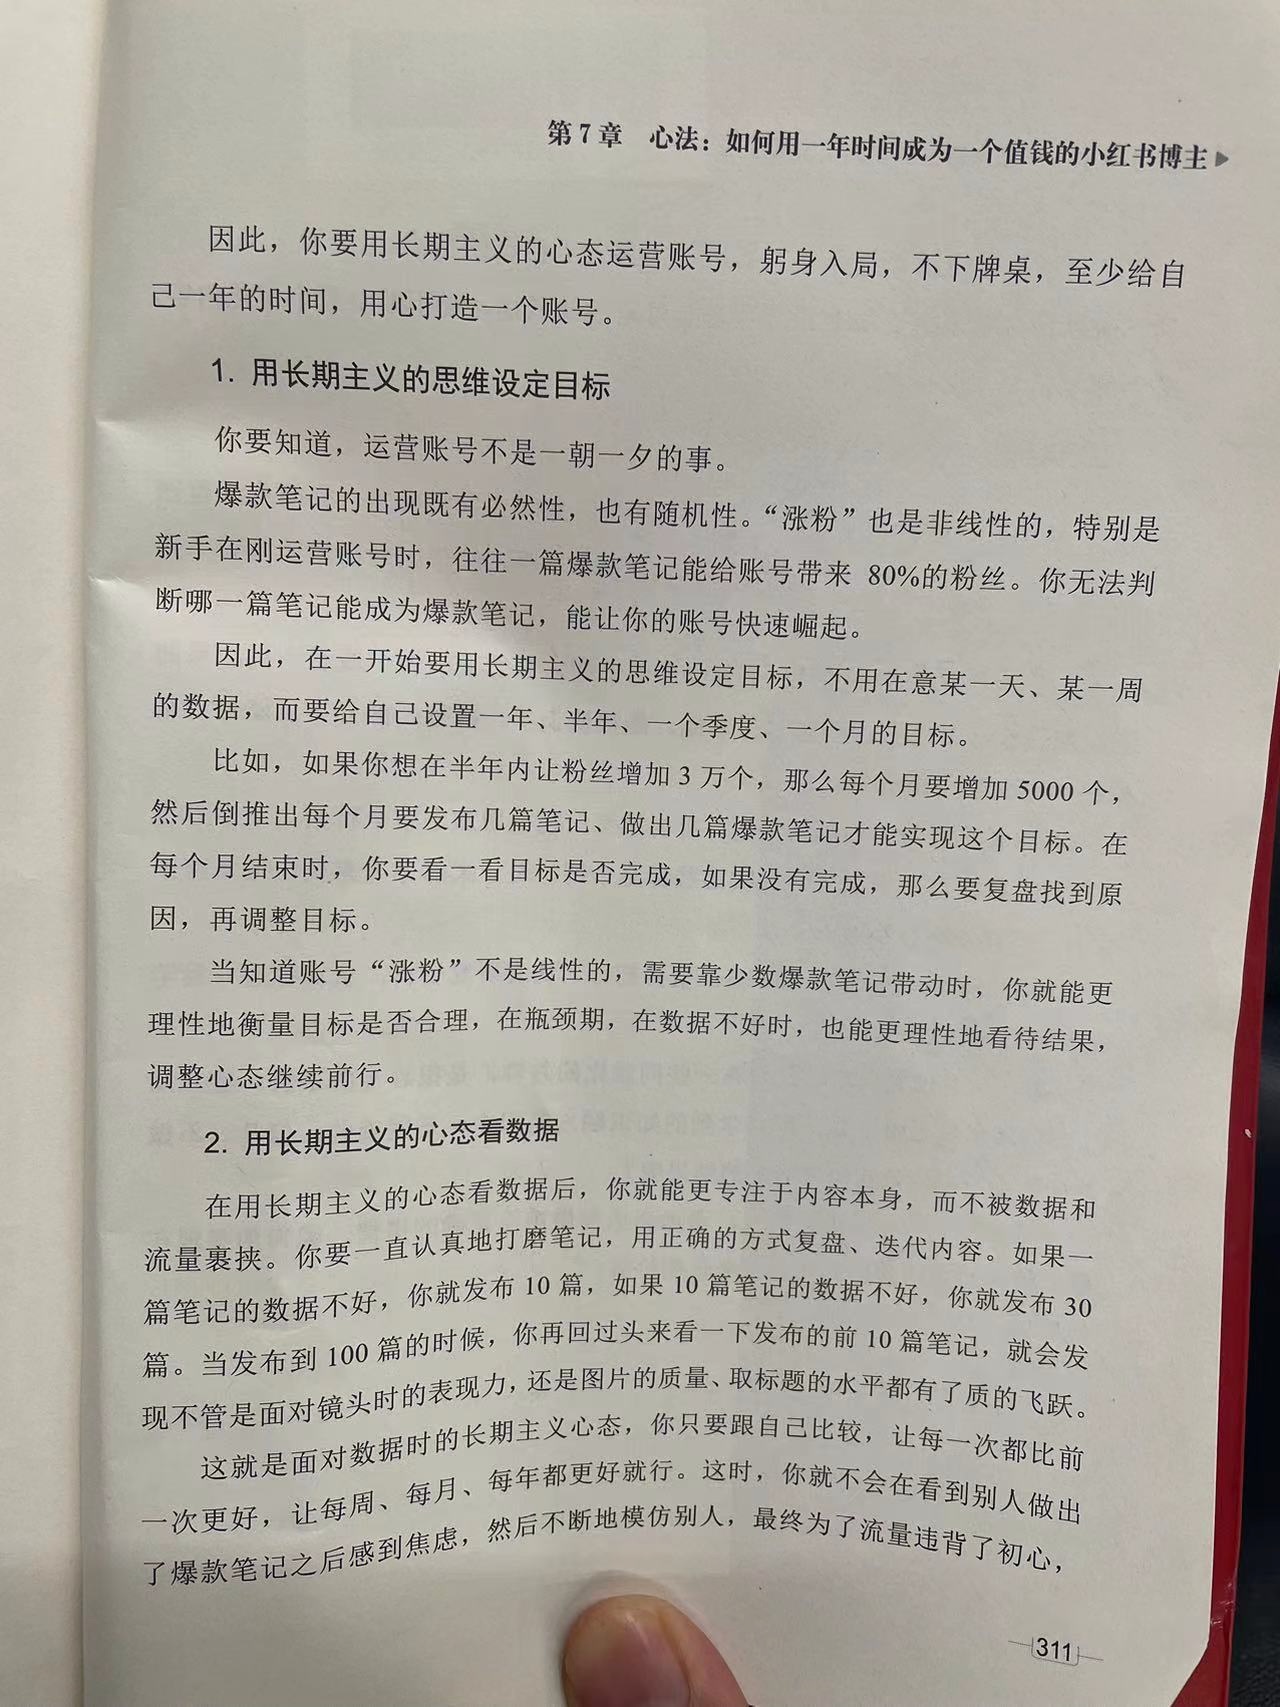 第7章 心法：如何用一年时间成为一个值钱的小红书博主
因此，你要用长期主义的心态运营账号，躬身入局，不下牌桌，至少给自
己一年的时间，用心打造一个账号。
1. 用长期主义的思维设定目标
你要知道，运营账号不是一朝一夕的事。
爆款笔记的出现既有必然性，也有随机性。“涨粉”也是非线性的，特别是
新手在刚运营账号时，往往一篇爆款笔记能给账号带来 80%的粉丝。你无法判
断哪一篇笔记能成为爆款笔记，能让你的账号快速崛起。
因此，在一开始要用长期主义的思维设定目标，不用在意某一天、某一周
的数据，而要给自己设置一年、半年、一个季度、一个月的目标。
比如，如果你想在半年内让粉丝增加 3 万个，那么每个月要增加 5000 个，
然后倒推出每个月要发布几篇笔记、做出几篇爆款笔记才能实现这个目标。在
每个月结束时，你要看一看目标是否完成，如果没有完成，那么要复盘找到原
因，再调整目标。
当知道账号“涨粉”不是线性的，需要靠少数爆款笔记带动时，你就能更
理性地衡量目标是否合理，在瓶颈期，在数据不好时，也能更理性地看待结果，
调整心态继续前行。
2. 用长期主义的心态看数据
在用长期主义的心态看数据后，你就能更专注于内容本身，而不被数据和
流量裹挟。你要一直认真地打磨笔记，用正确的方式复盘、迭代内容。如果一
篇笔记的数据不好，你就发布 10 篇，如果 10 篇笔记的数据不好，你就发布 30
篇。当发布到 100 篇的时候，你再回过头来看一下发布的前 10 篇笔记，就会发
现不管是面对镜头时的表现力，还是图片的质量、取标题的水平都有了质的飞跃。
这就是面对数据时的长期主义心态，你只要跟自己比较，让每一次都比前
一次更好，让每周、每月、每年都更好就行。这时，你就不会在看到别人做出
了爆款笔记之后感到焦虑，然后不断地模仿别人，最终为了流量违背了初心，
311